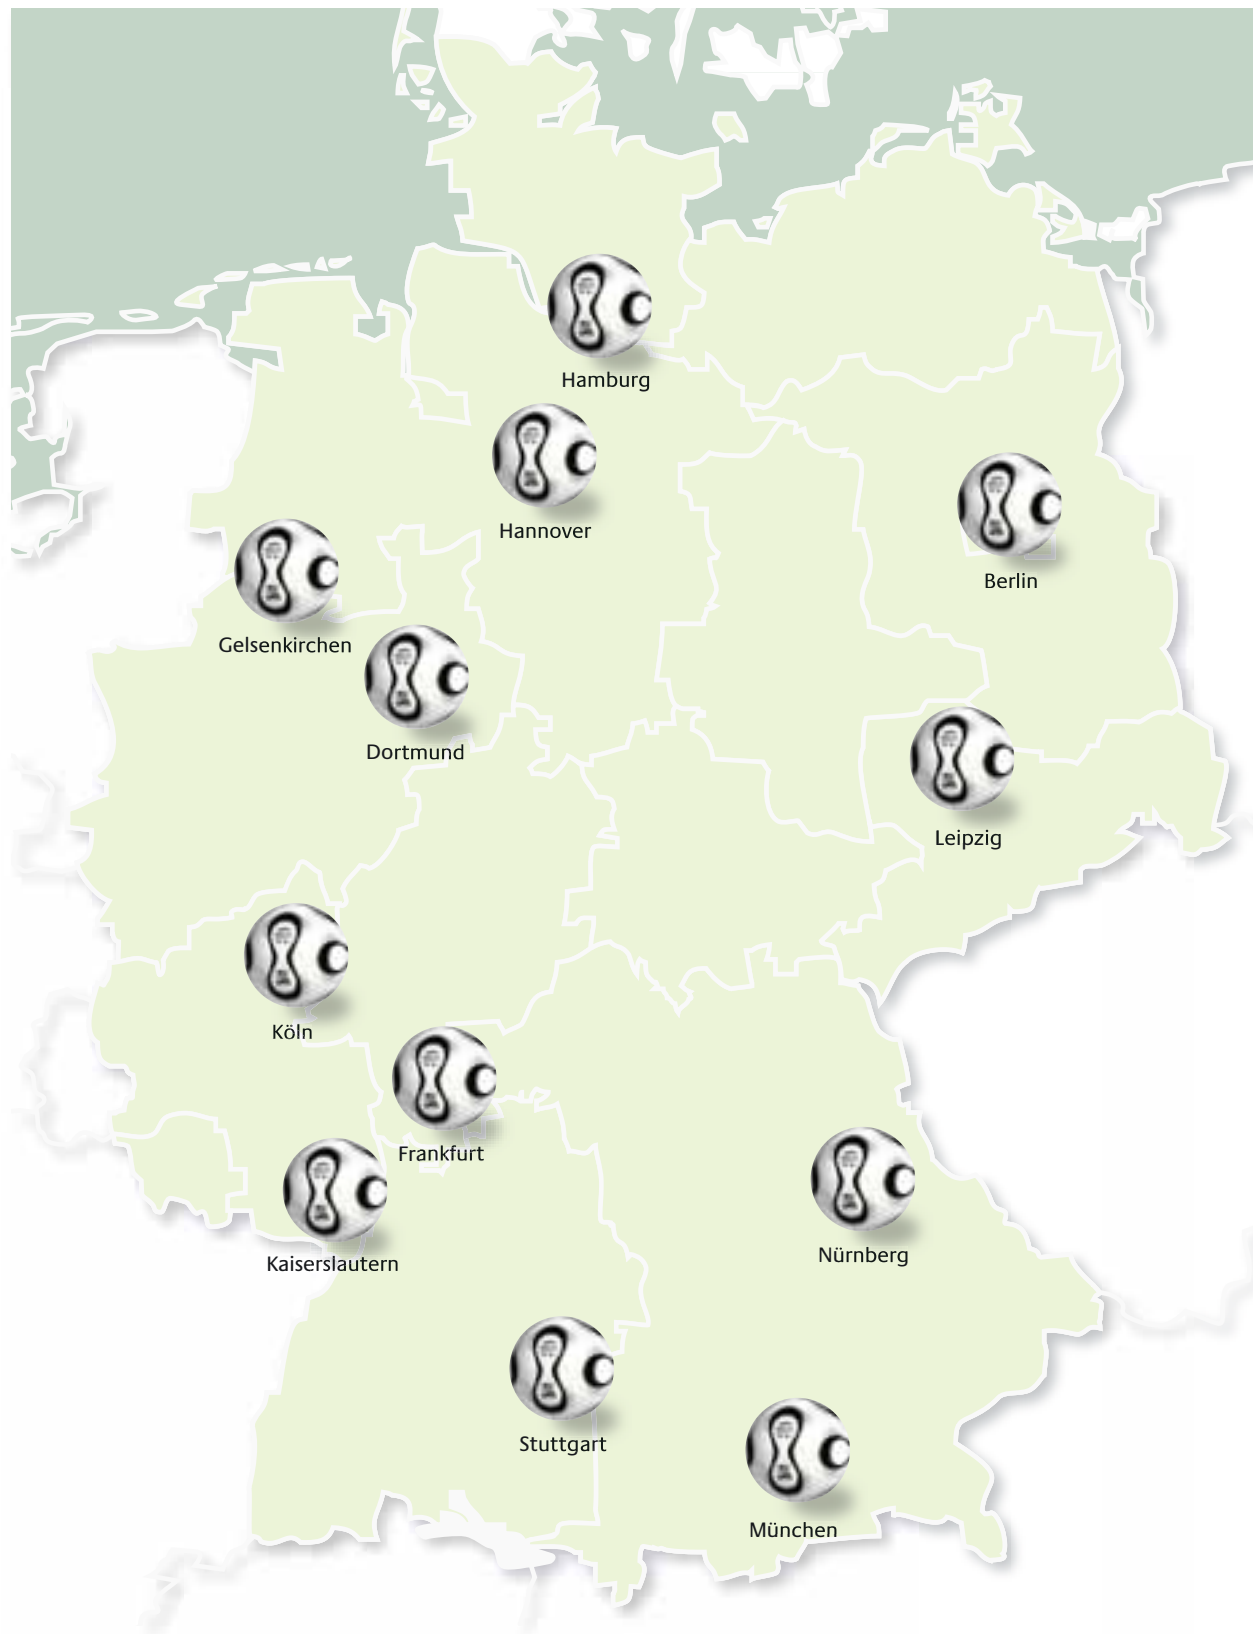 Hamburg
Hannover
Berlin
Gelsenkirchen
Dortmund
Leipzig
Köln
Frankfurt
Kaiserslautern
Nürnberg
Stuttgart
München